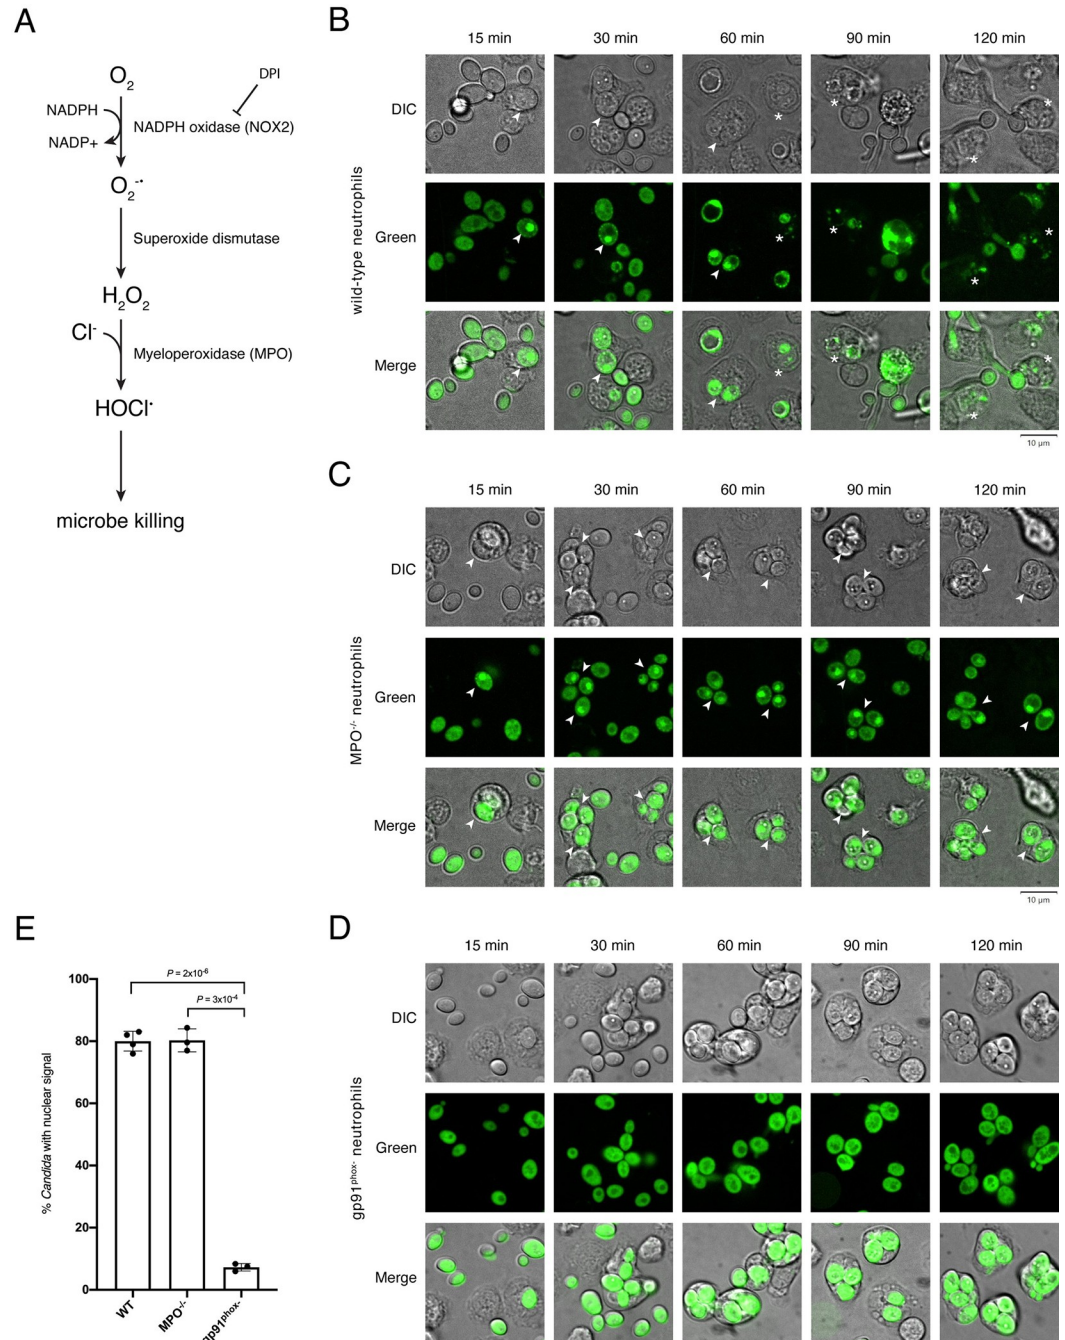 A
O2
DPI
NADPH
NADPH oxidase (NOX2)
NADP+
O2-•
Superoxide dismutase
H2O2
Cl-
Myeloperoxidase (MPO)
HOCl•
microbe killing
B
15 min 30 min 60 min 90 min 120 min
wild-type neutrophils
DIC
* * *
*
Green
* * *
*
Merge
* * *
*
10 µm
C
15 min 30 min 60 min 90 min 120 min
MPO-/- neutrophils
DIC
Green
Merge
10 µm
D
15 min 30 min 60 min 90 min 120 min
gp91phox- neutrophils
DIC
Green
Merge
E
P = 2x10-6
P = 3x10-4
% Candida with nuclear signal
100
80
60
40
20
0
WT MPO-/- gp91phox-